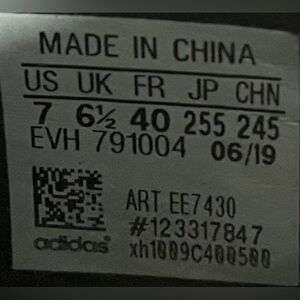 MADE IN CHINA
US UK FR JP CHN
7 6½ 40 255 245
EVH 791004 06/19
ART EE7430
#123317847
xh1009C400500
adidas